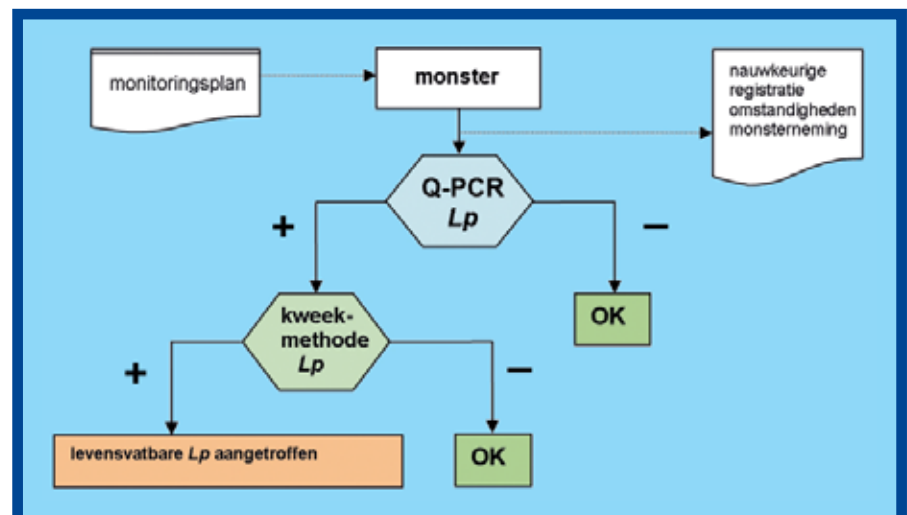 monitoringsplan
monster
nauwkeurige
registratie
omstandigheden
monsterneming
Q-PCR
Lp
+
−
kweek-
methode
Lp
OK
+
−
levensvatbare Lp aangetroffen
OK